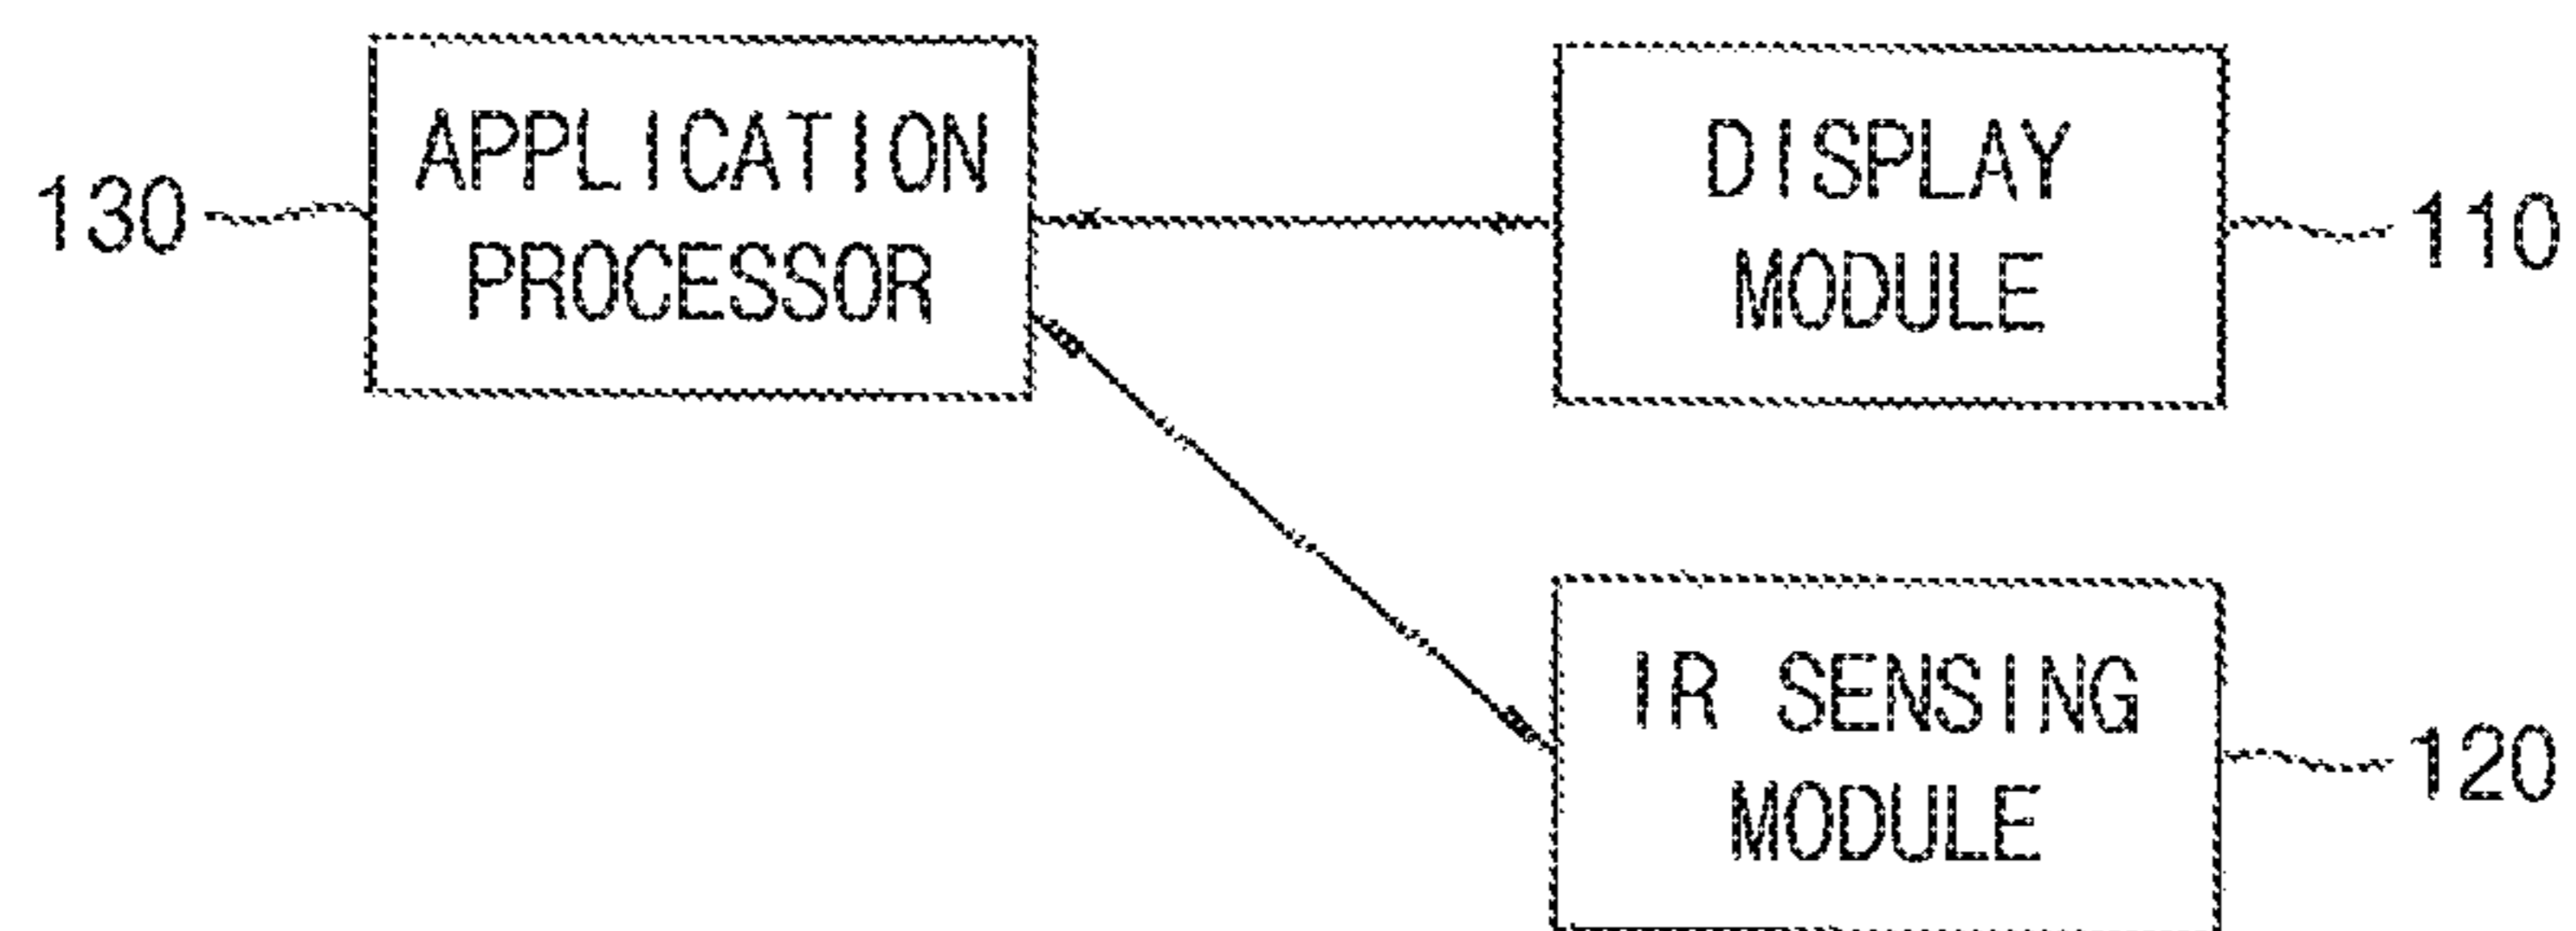 130
APPLICATION
PROCESSOR
DISPLAY
MODULE
110
IR SENSING
MODULE
120